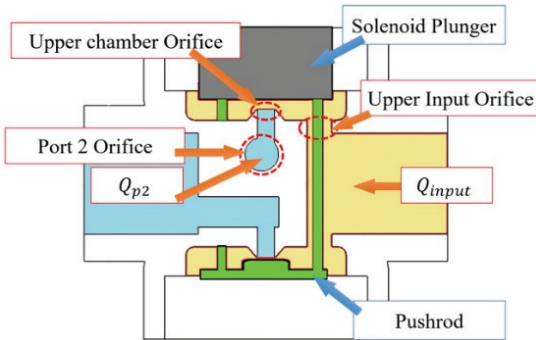 Upper chamber Orifice
Solenoid Plunger
Upper Input Orifice
Port 2 Orifice
Q_{p2}
Q_{input}
Pushrod